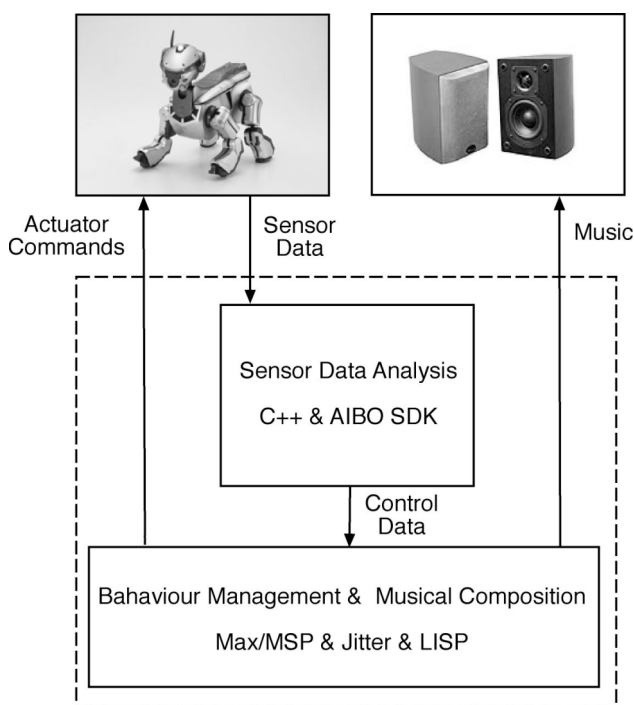 Actuator
Commands
Sensor
Data
Music
Sensor Data Analysis
C++ & AIBO SDK
Control
Data
Bahaviour Management & Musical Composition
Max/MSP & Jitter & LISP